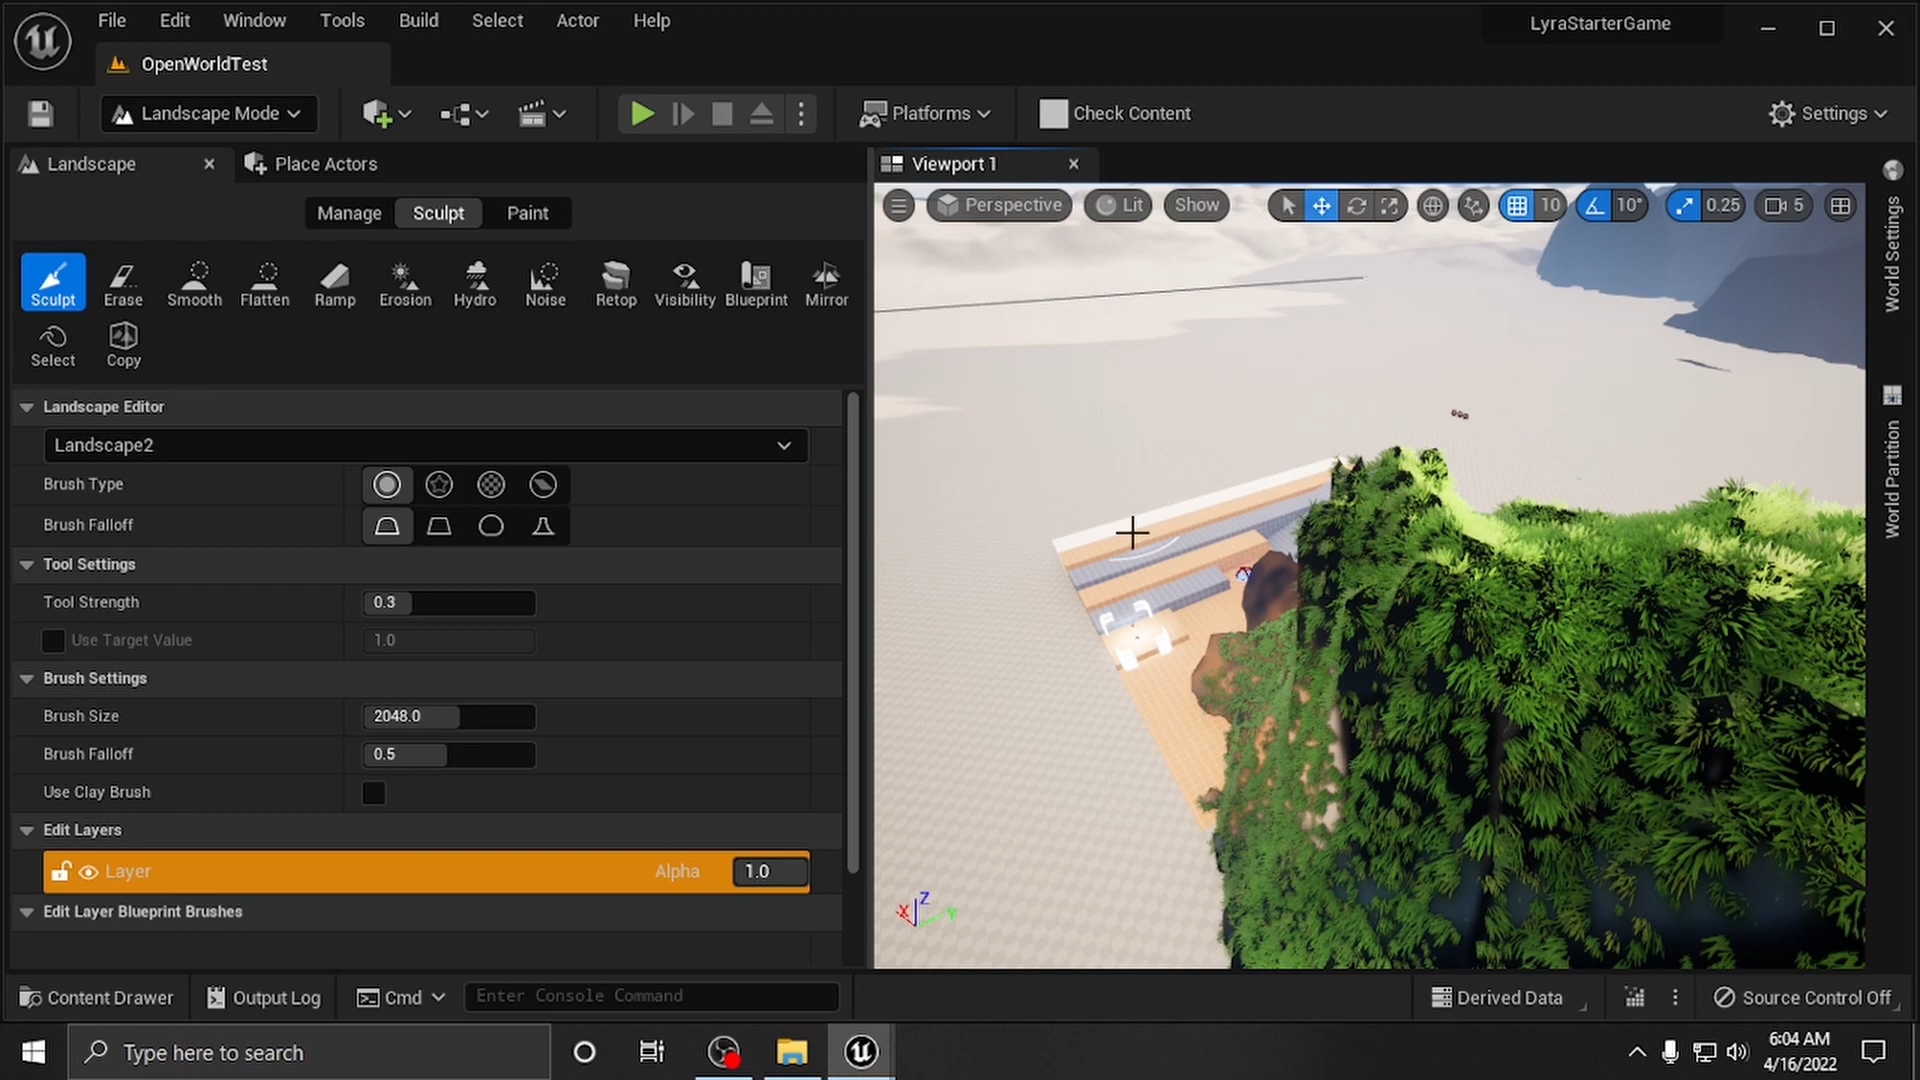 File Edit Window Tools Build Select Actor Help
LyraStarterGame
OpenWorldTest
Landscape Mode
Platforms
Check Content
Settings
Landscape
Place Actors
Viewport 1
Manage Sculpt Paint
Perspective Lit Show 10 10° 0.25 5
Sculpt Erase Smooth Flatten Ramp Erosion Hydro Noise Retop Visibility Blueprint Mirror
Select Copy
World Settings
World Partition
Landscape Editor
Landscape2
Brush Type
Brush Falloff
Tool Settings
Tool Strength 0.3
Use Target Value 1.0
Brush Settings
Brush Size 2048.0
Brush Falloff 0.5
Use Clay Brush
Edit Layers
Layer Alpha 1.0
Edit Layer Blueprint Brushes
X Z Y
Content Drawer Output Log Cmd Enter Console Command Derived Data Source Control Off
Type here to search
6:04 AM
4/16/2022